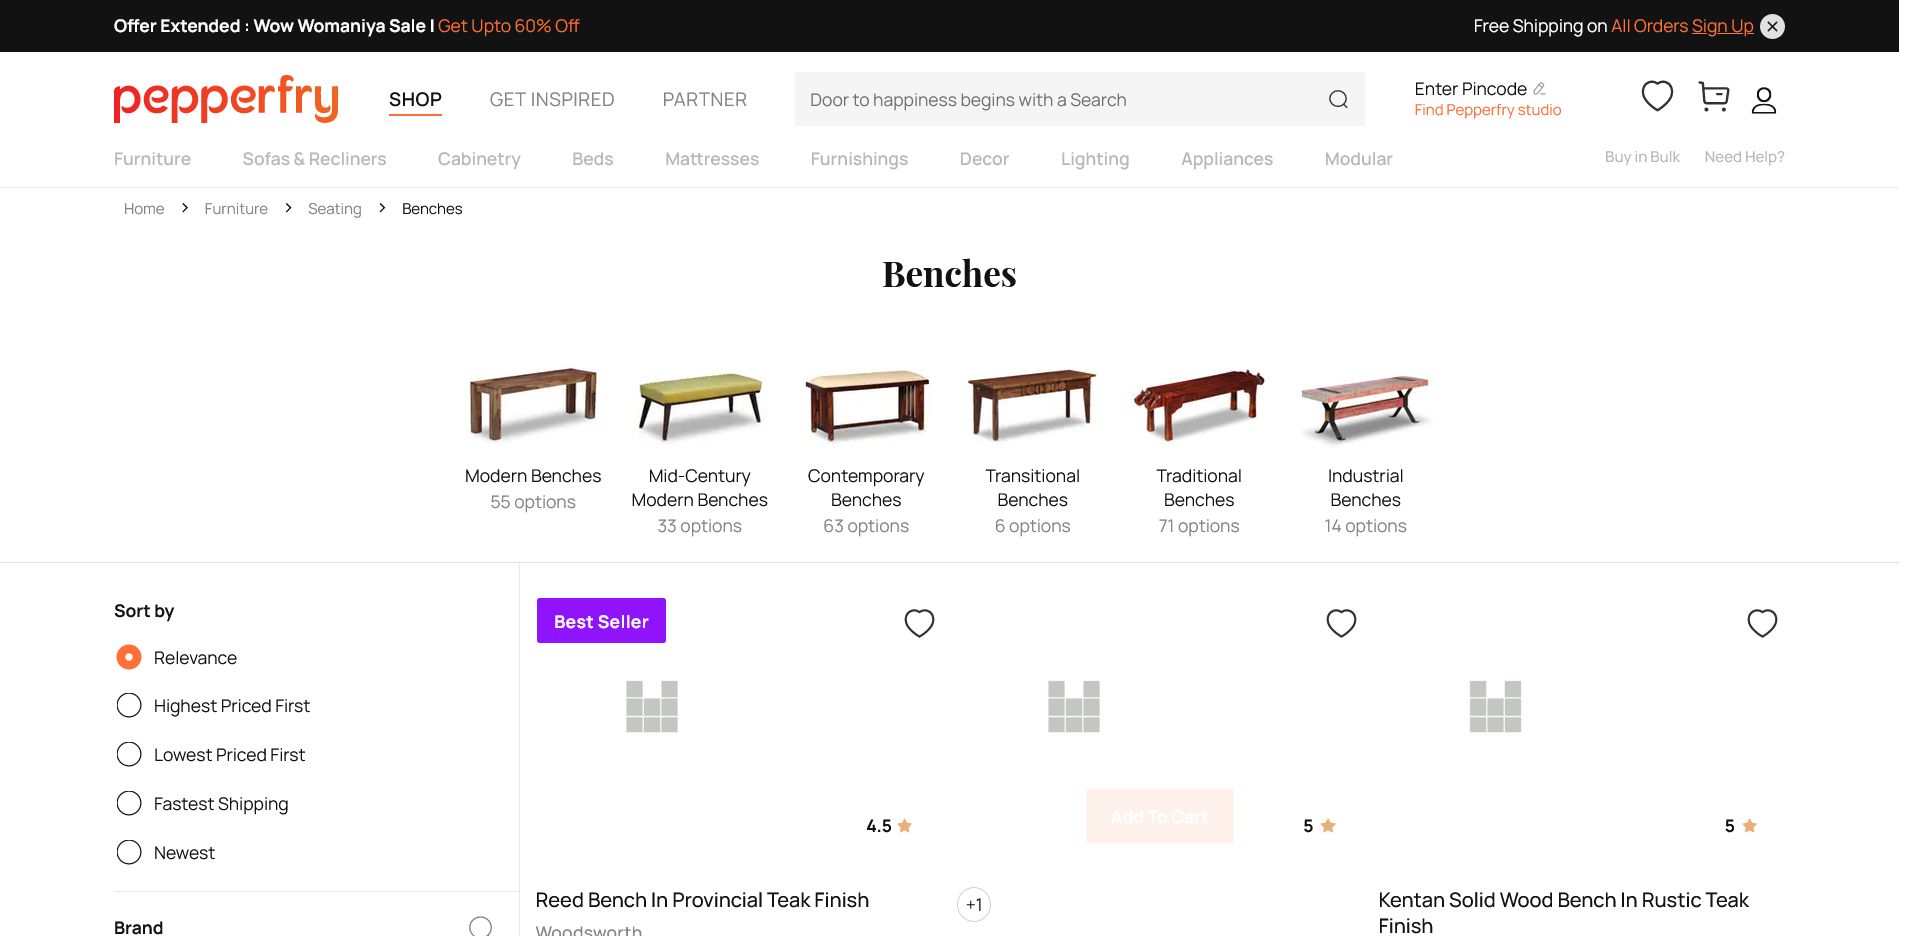 Offer Extended : Wow Womaniya Sale | Get Upto 60% Off
Free Shipping on All Orders Sign Up
pepperfry
SHOP
GET INSPIRED
PARTNER
Door to happiness begins with a Search
Enter Pincode
Find Pepperfry studio
Furniture
Sofas & Recliners
Cabinetry
Beds
Mattresses
Furnishings
Decor
Lighting
Appliances
Modular
Buy in Bulk
Need Help?
Home
Furniture
Seating
Benches
Benches
Modern Benches
55 options
Mid-Century
Modern Benches
33 options
Contemporary
Benches
63 options
Transitional
Benches
6 options
Traditional
Benches
71 options
Industrial
Benches
14 options
Sort by
Relevance
Highest Priced First
Lowest Priced First
Fastest Shipping
Newest
Brand
Best Seller
4.5
Add To Cart
5
5
Reed Bench In Provincial Teak Finish
Woodsworth
+1
Kentan Solid Wood Bench In Rustic Teak
Finish